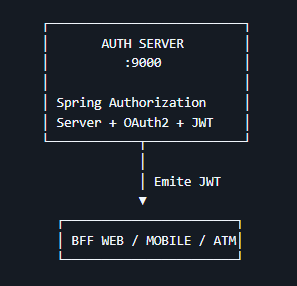 AUTH SERVER
:9000
Spring Authorization
Server + OAuth2 + JWT
Emite JWT
BFF WEB / MOBILE / ATM